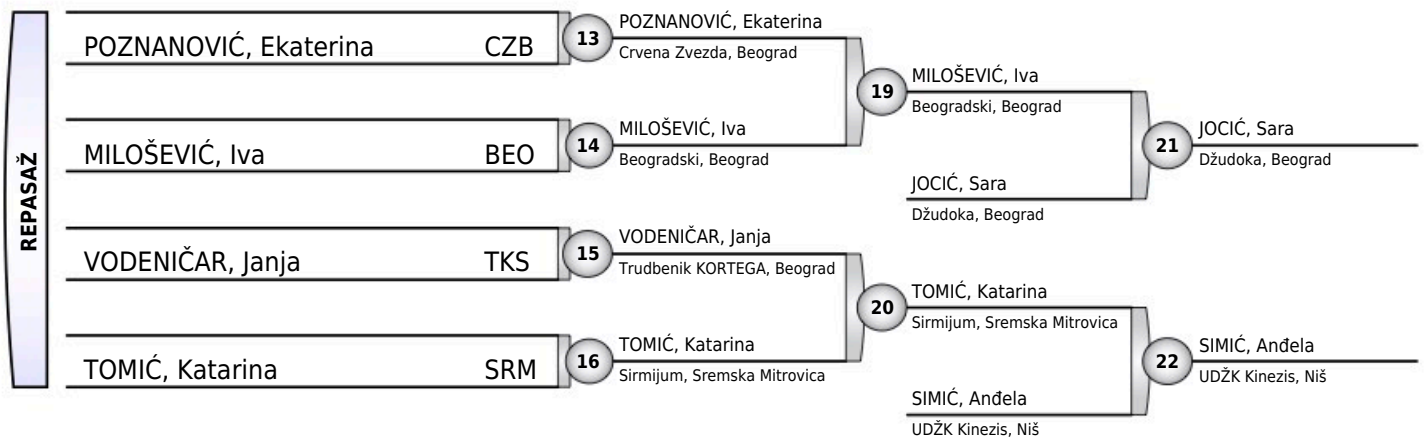 REPASAŽ
POZNANOVIĆ, Ekaterina CZB
MILOŠEVIĆ, Iva BEO
VODENIČAR, Janja TKS
TOMIĆ, Katarina SRM
13
POZNANOVIĆ, Ekaterina
Crvena Zvezda, Beograd
14
MILOŠEVIĆ, Iva
Beogradski, Beograd
15
VODENIČAR, Janja
Trudbenik KORTEGA, Beograd
16
TOMIĆ, Katarina
Sirmijum, Sremska Mitrovica
19
MILOŠEVIĆ, Iva
Beogradski, Beograd
JOCIĆ, Sara
Džudoka, Beograd
20
TOMIĆ, Katarina
Sirmijum, Sremska Mitrovica
SIMIĆ, Anđela
UDŽK Kinezis, Niš
21
JOCIĆ, Sara
Džudoka, Beograd
22
SIMIĆ, Anđela
UDŽK Kinezis, Niš